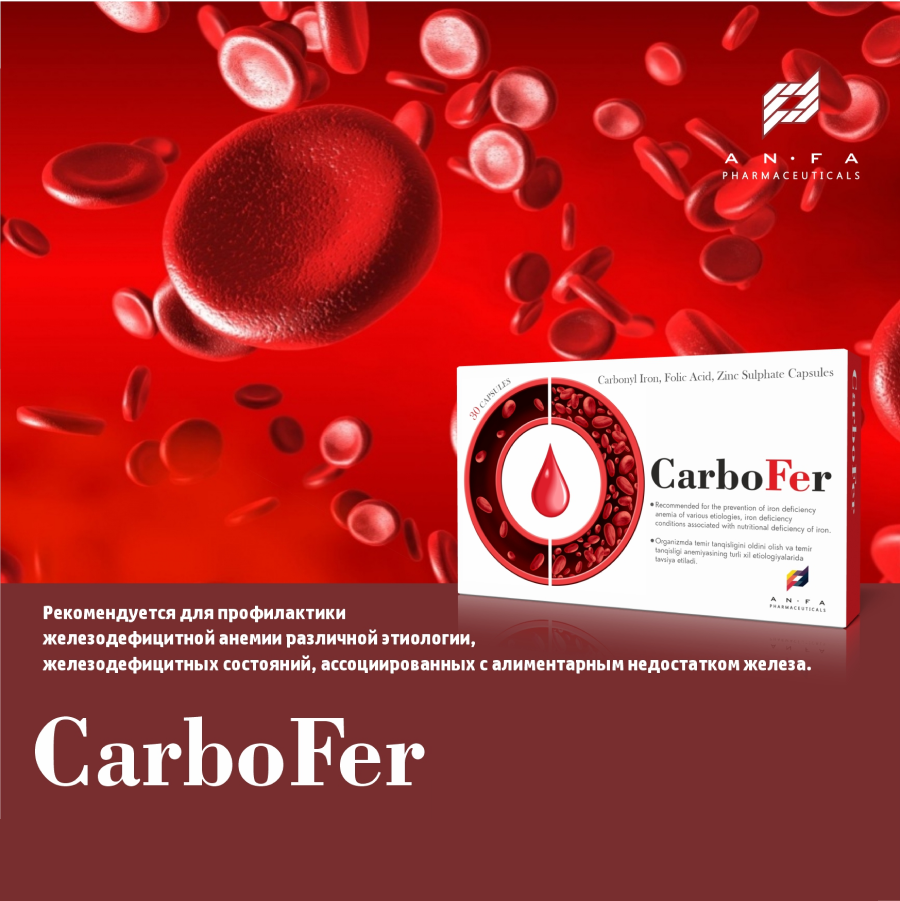 A N · F A
PHARMACEUTICALS
30 CAPSULES
Carbonyl Iron, Folic Acid, Zinc Sulphate Capsules
CarboFer
• Recommended for the prevention of iron deficiency
anemia of various etiologies, iron deficiency
conditions associated with nutritional deficiency of iron.
• Organizmda temir tanqisligini oldini olish va temir
tanqisligi anemiyasining turli xil etiologiyalarida
tavsiya etiladi.
A N · F A
PHARMACEUTICALS
Рекомендуется для профилактики
железодефицитной анемии различной этиологии,
железодефицитных состояний, ассоциированных с алиментарным недостатком железа.
CarboFer